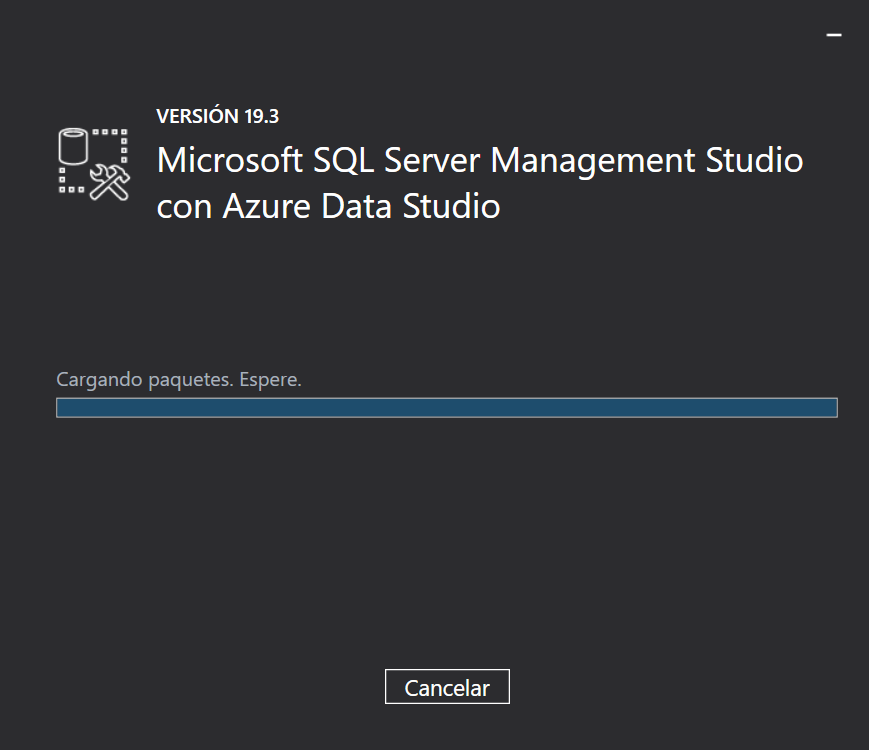 VERSIÓN 19.3
Microsoft SQL Server Management Studio
con Azure Data Studio
Cargando paquetes. Espere.
Cancelar